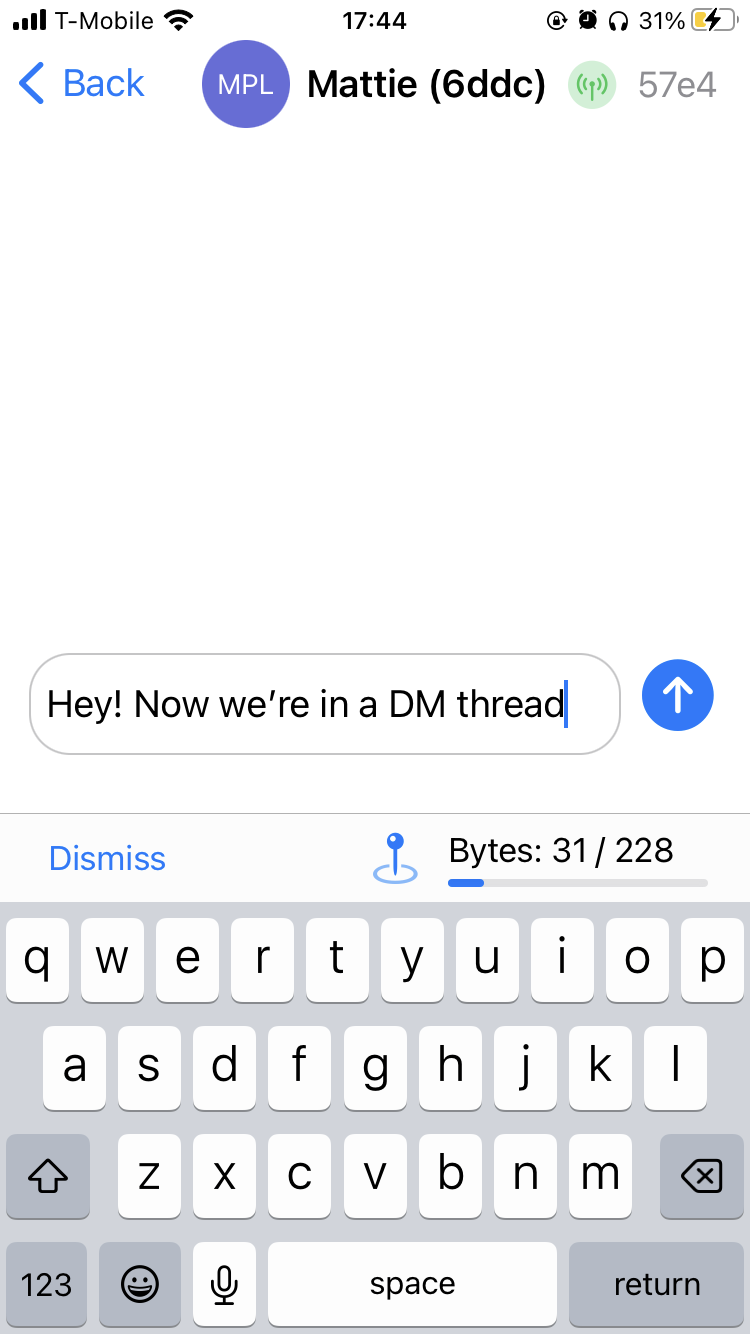 T-Mobile 17:44 31%
Back MPL Mattie (6ddc) 57e4
Hey! Now we’re in a DM thread
Dismiss Bytes: 31 / 228
q w e r t y u i o p
a s d f g h j k l
z x c v b n m
123 space return